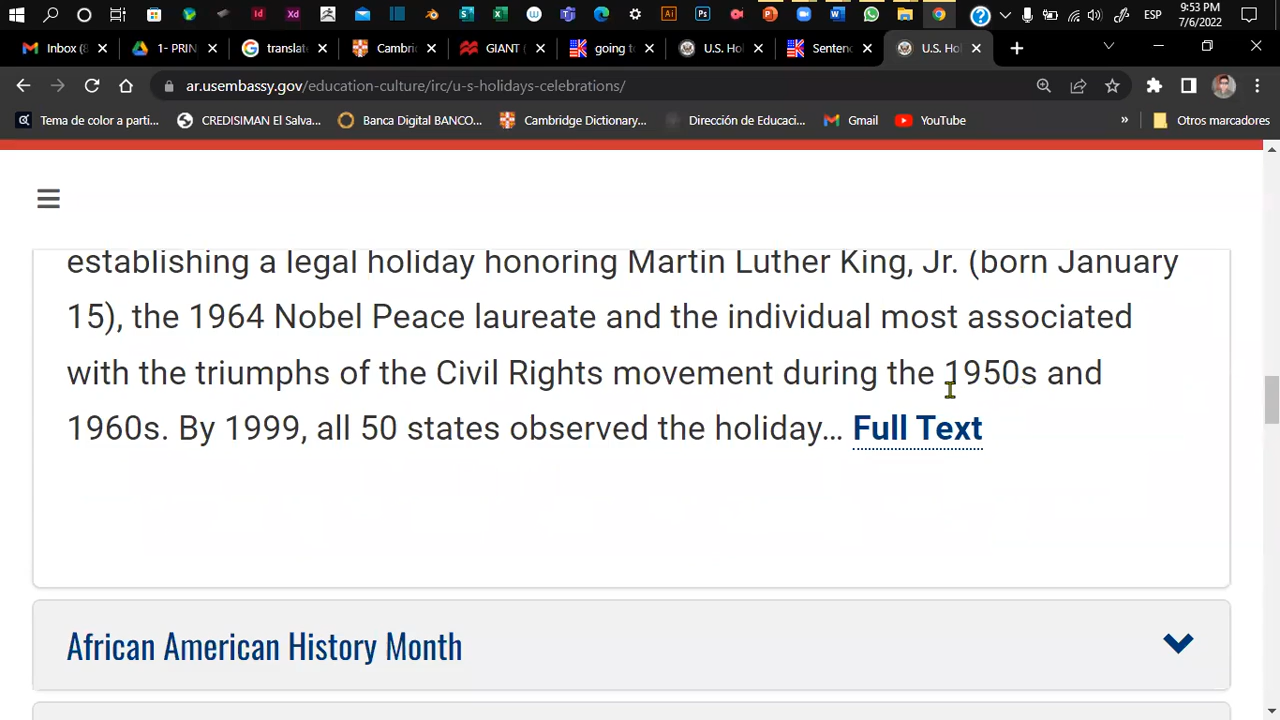 9:53 PM
ESP
7/6/2022
Inbox (8
1- PRIN
translate
Cambri
GIANT (
going to
U.S. Hol
Senten
U.S. Hol
ar.usembassy.gov/education-culture/irc/u-s-holidays-celebrations/
Tema de color a parti...
CREDISIMAN El Salva...
Banca Digital BANCO...
Cambridge Dictionary...
Dirección de Educaci...
Gmail
YouTube
»
Otros marcadores
establishing a legal holiday honoring Martin Luther King, Jr. (born January
15), the 1964 Nobel Peace laureate and the individual most associated
with the triumphs of the Civil Rights movement during the 1950s and
1960s. By 1999, all 50 states observed the holiday… Full Text
African American History Month